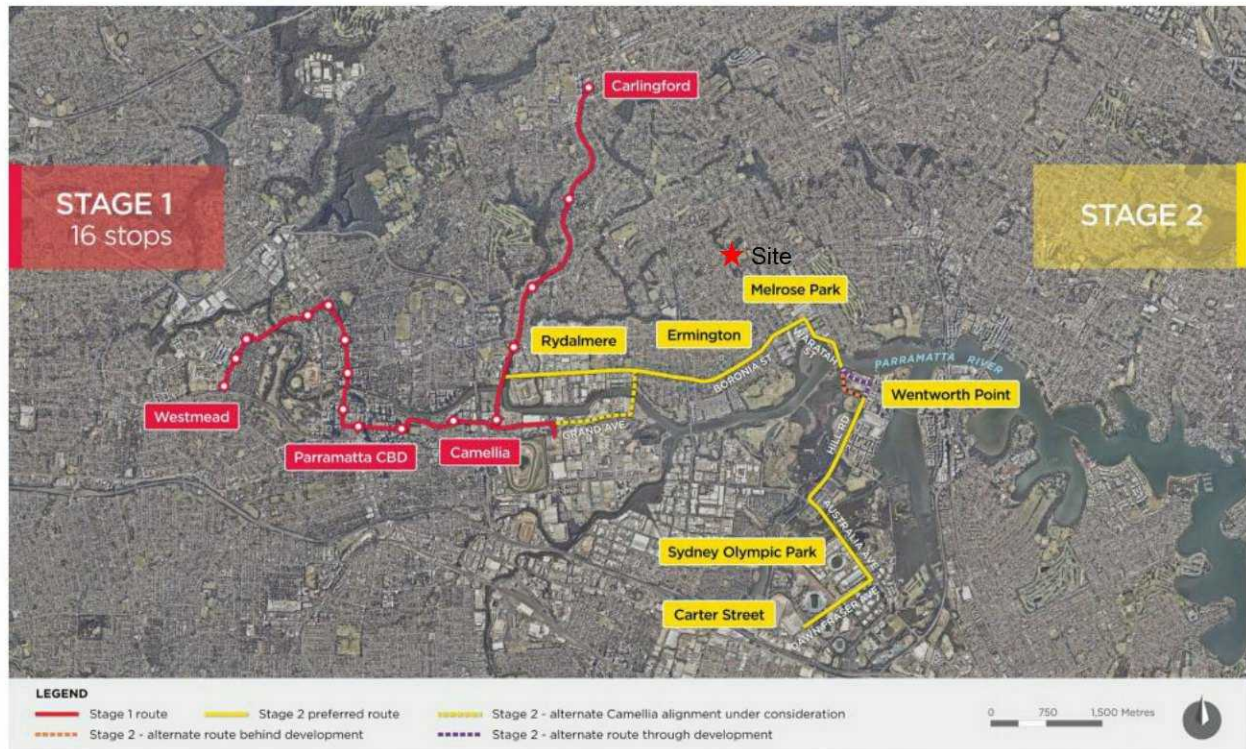 Carlingford
STAGE 1
16 stops
STAGE 2
Site
Melrose Park
Rydalmere
Ermington
MARATAH ST
PARRAMATTA RIVER
BORONIA ST
Wentworth Point
Westmead
GRAND AVE
HILL RD
Parramatta CBD
Camellia
AUSTRALIA AVE
Sydney Olympic Park
Carter Street
DAWN FRASER AVE
LEGEND
Stage 1 route
Stage 2 preferred route
Stage 2 - alternate Camellia alignment under consideration
Stage 2 - alternate route behind development
Stage 2 - alternate route through development
0 750 1,500 Metres